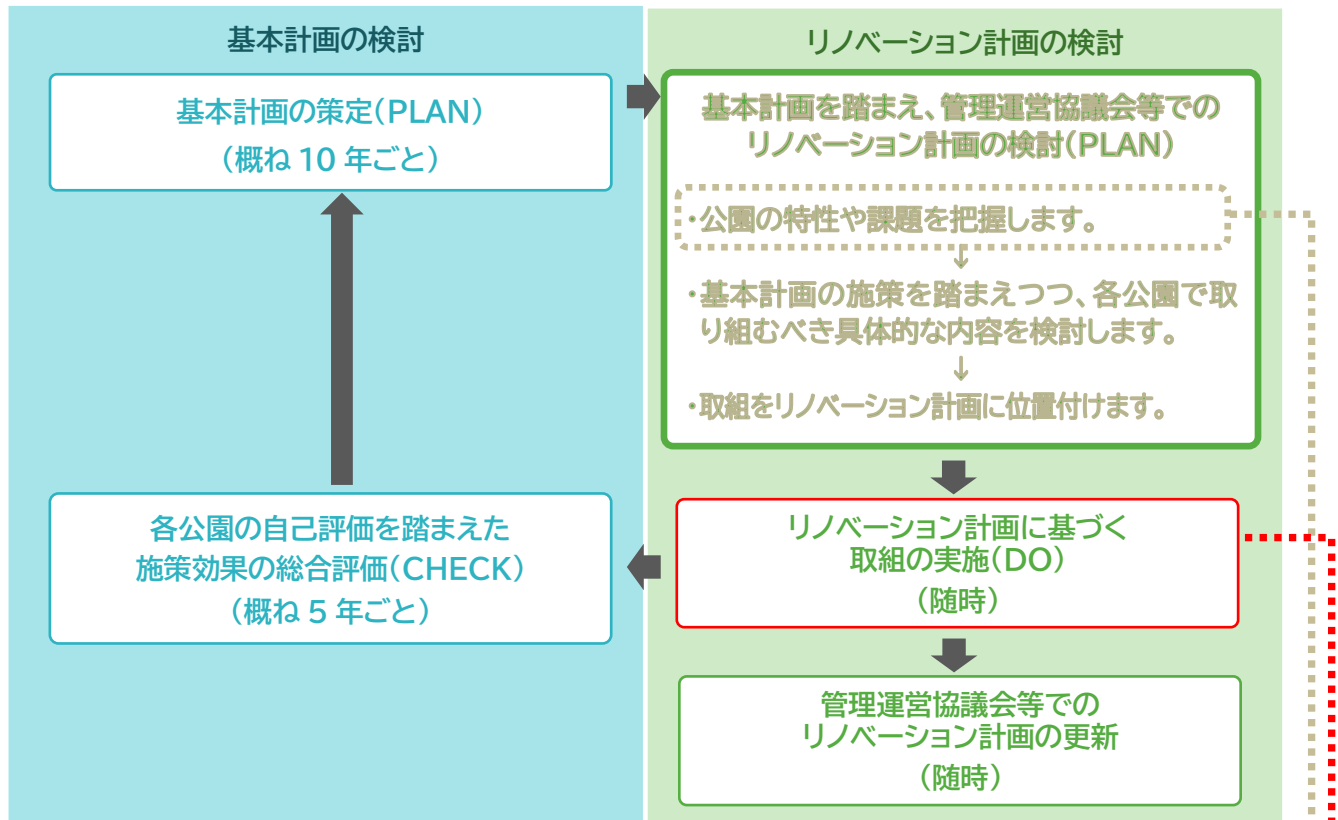 基本計画の検討
基本計画の策定(PLAN)
(概ね 10 年ごと)
各公園の自己評価を踏まえた
施策効果の総合評価(CHECK)
(概ね 5 年ごと)
リノベーション計画の検討
基本計画を踏まえ、管理運営協議会等での
リノベーション計画の検討(PLAN)
・公園の特性や課題を把握します。
↓
・基本計画の施策を踏まえつつ、各公園で取
り組むべき具体的な内容を検討します。
↓
・取組をリノベーション計画に位置付けます。
リノベーション計画に基づく
取組の実施(DO)
(随時)
管理運営協議会等での
リノベーション計画の更新
(随時)